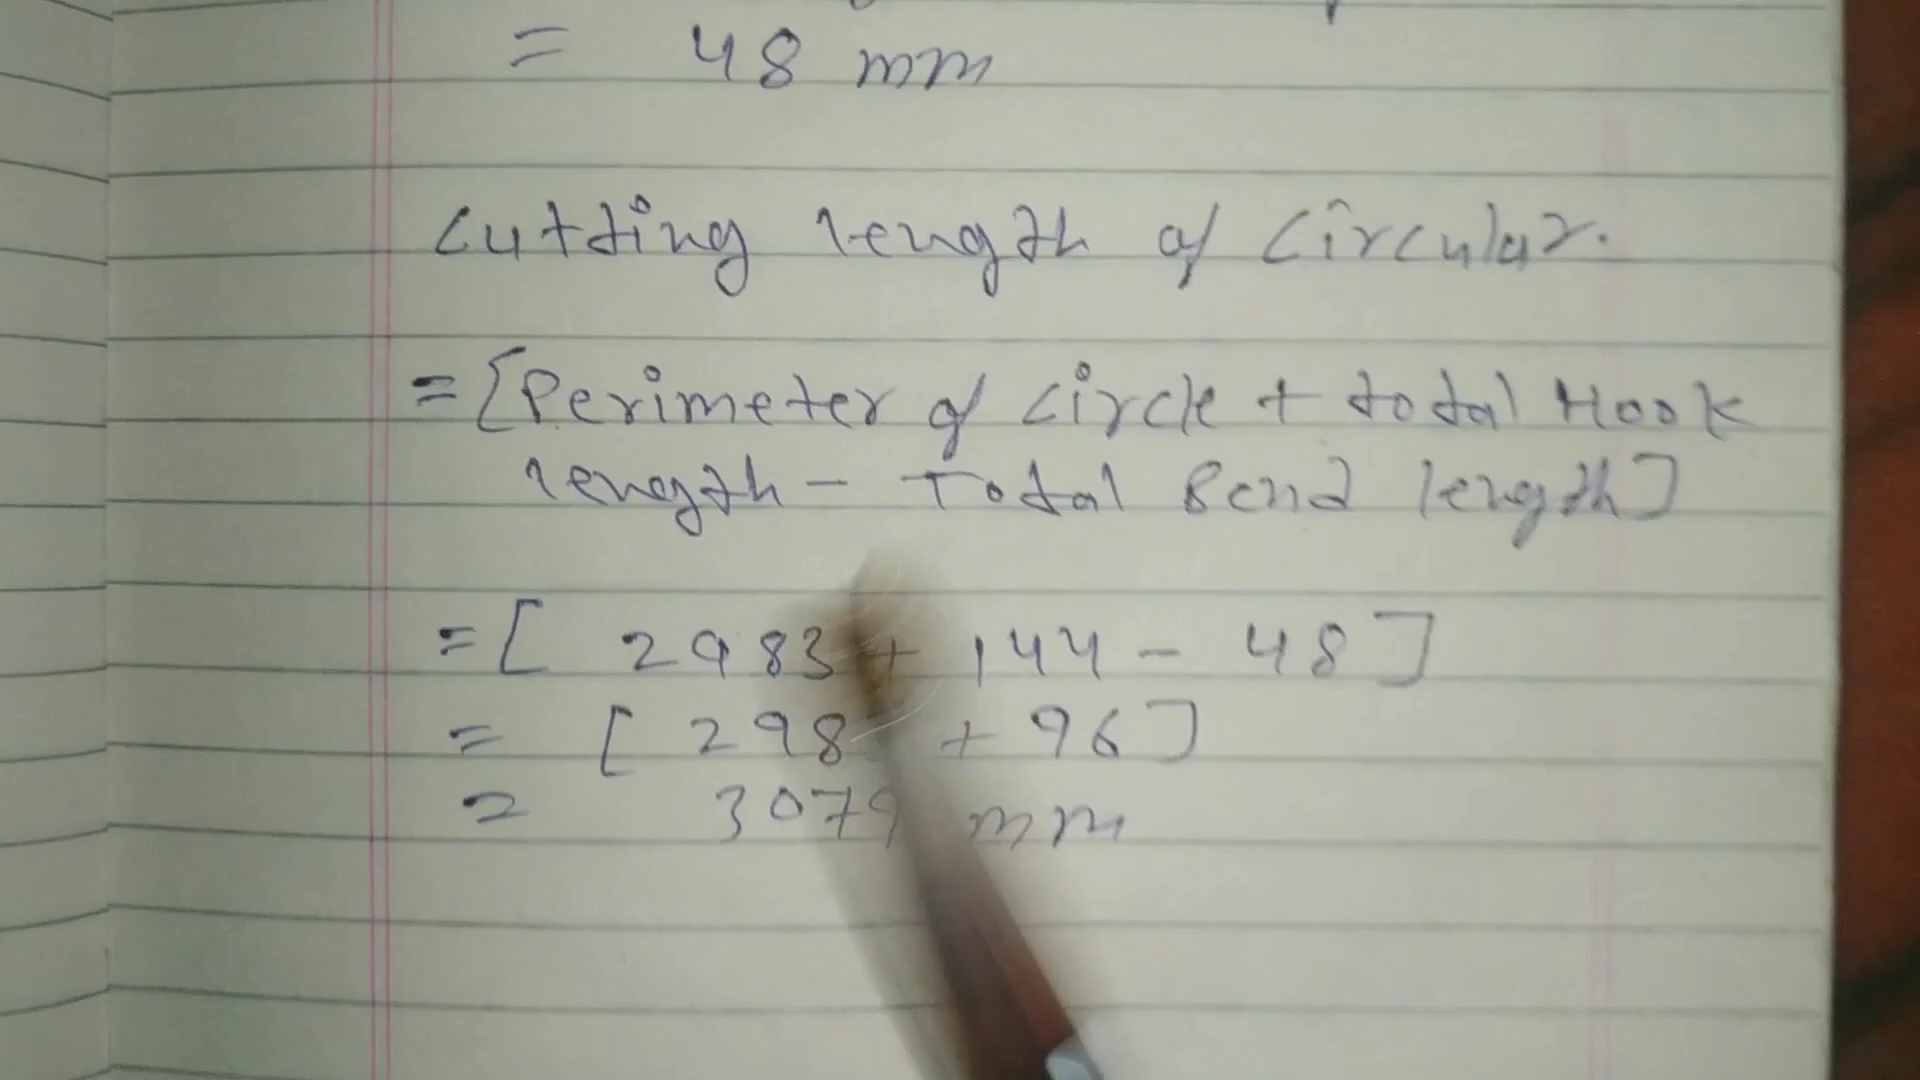 = 48 mm
Cutting length of Circular.
= [Perimeter of circle + total Hook
length - Total Bend length]
= [ 2983 + 144 - 48 ]
= [ 298 + 96 ]
= 3079 mm